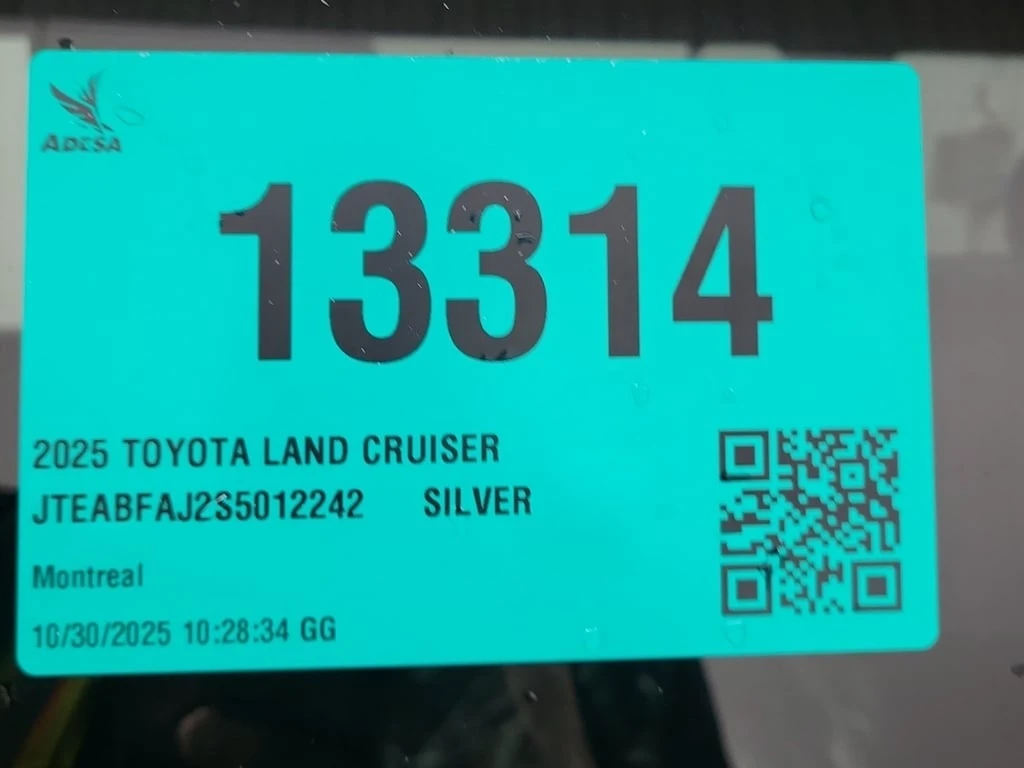 ADESA
13314
2025 TOYOTA LAND CRUISER
JTEABFAJ2S5012242 SILVER
Montreal
10/30/2025 10:28:34 GG